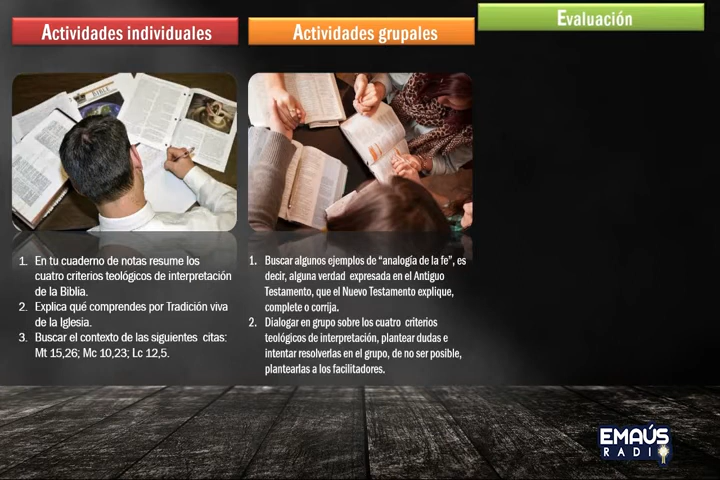 Actividades individuales
Actividades grupales
Evaluación
1. En tu cuaderno de notas resume los
cuatro criterios teológicos de interpretación
de la Biblia.
2. Explica qué comprendes por Tradición viva
de la Iglesia.
3. Buscar el contexto de las siguientes citas:
Mt 15,26; Mc 10,23; Lc 12,5.
1. Buscar algunos ejemplos de “analogía de la fe”, es
decir, alguna verdad expresada en el Antiguo
Testamento, que el Nuevo Testamento explique,
complete o corrija.
2. Dialogar en grupo sobre los cuatro criterios
teológicos de interpretación, plantear dudas e
intentar resolverlas en el grupo, de no ser posible,
plantearlas a los facilitadores.
EMAÚS
RADIO